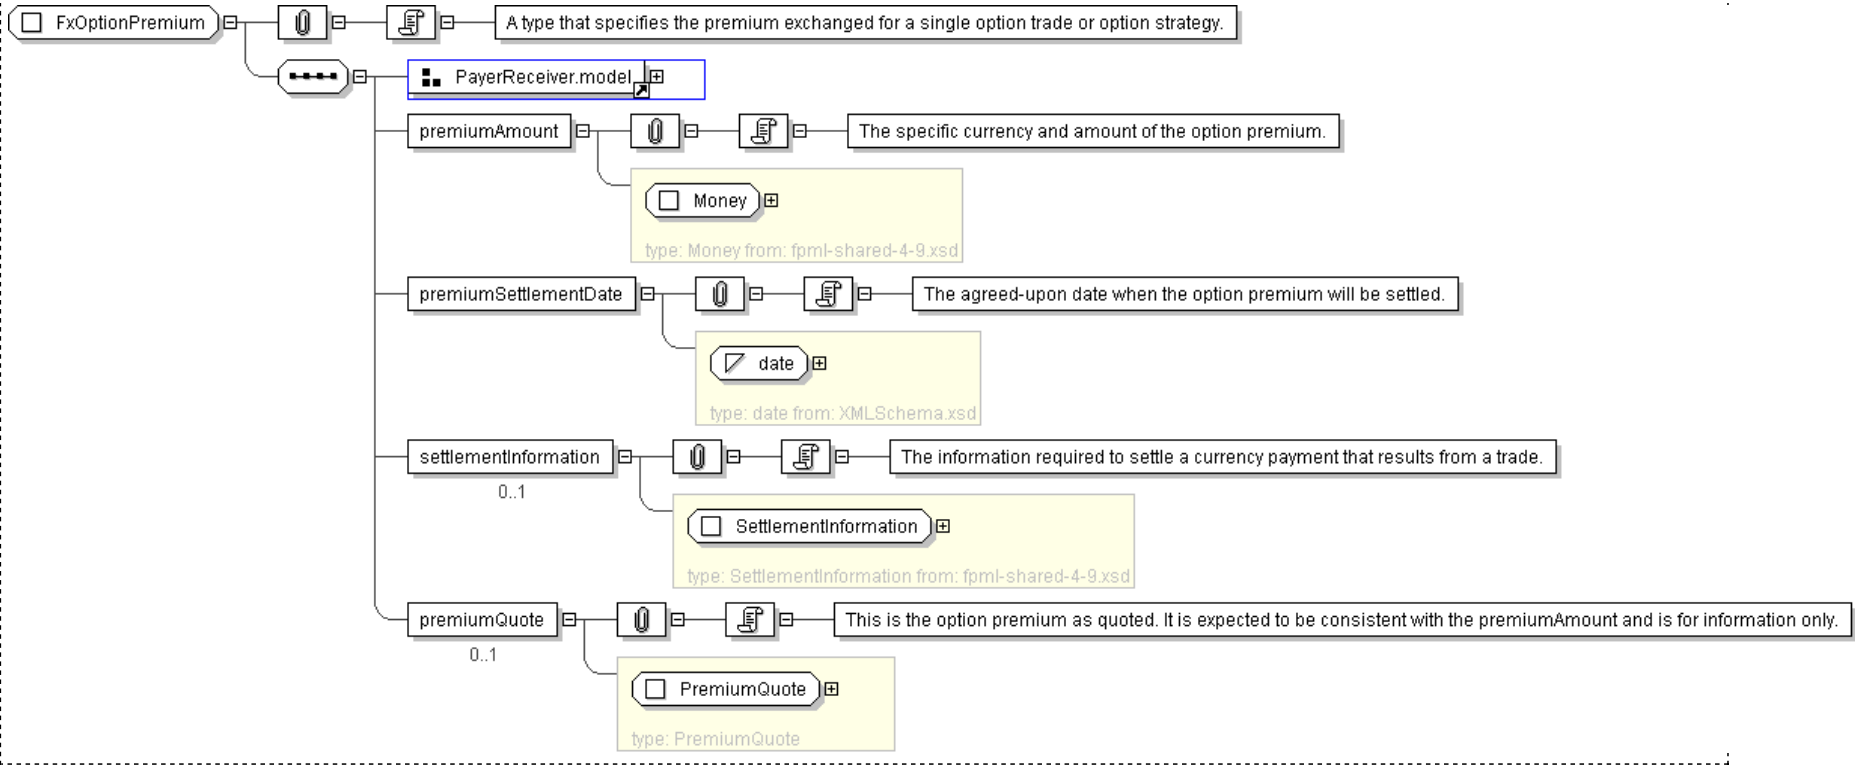 FxOptionPremium
A type that specifies the premium exchanged for a single option trade or option strategy.
PayerReceiver.model
premiumAmount
The specific currency and amount of the option premium.
Money
type: Money from: fpml-shared-4-9.xsd
premiumSettlementDate
The agreed-upon date when the option premium will be settled.
date
type: date from: XMLSchema.xsd
settlementInformation
The information required to settle a currency payment that results from a trade.
0..1
SettlementInformation
type: SettlementInformation from: fpml-shared-4-9.xsd
premiumQuote
This is the option premium as quoted. It is expected to be consistent with the premiumAmount and is for information only.
0..1
PremiumQuote
type: PremiumQuote